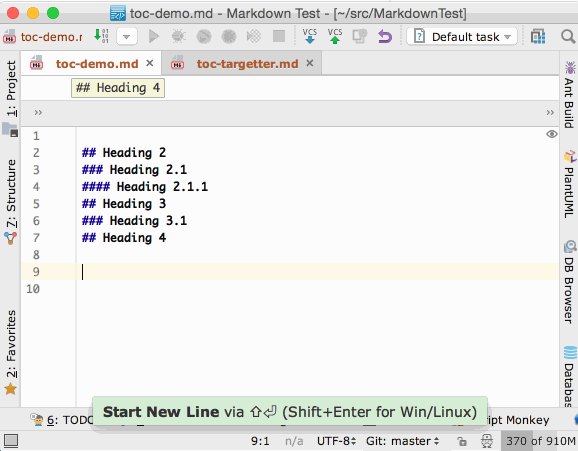 toc-demo.md - Markdown Test - [~/src/MarkdownTest]
toc-demo.r
VCS
VCS
Default task
toc-demo.md
toc-targetter.md
## Heading 4
1: Project
Z: Structure
2: Favorites
Ant Build
PlantUML
DB Browser
Databas
1
2 ## Heading 2
3 ### Heading 2.1
4 #### Heading 2.1.1
5 ## Heading 3
6 ### Heading 3.1
7 ## Heading 4
8
9
10
Start New Line via ⇧⏎ (Shift+Enter for Win/Linux)
6: TODO
ript Monkey
9:1 n/a UTF-8 Git: master 370 of 910M